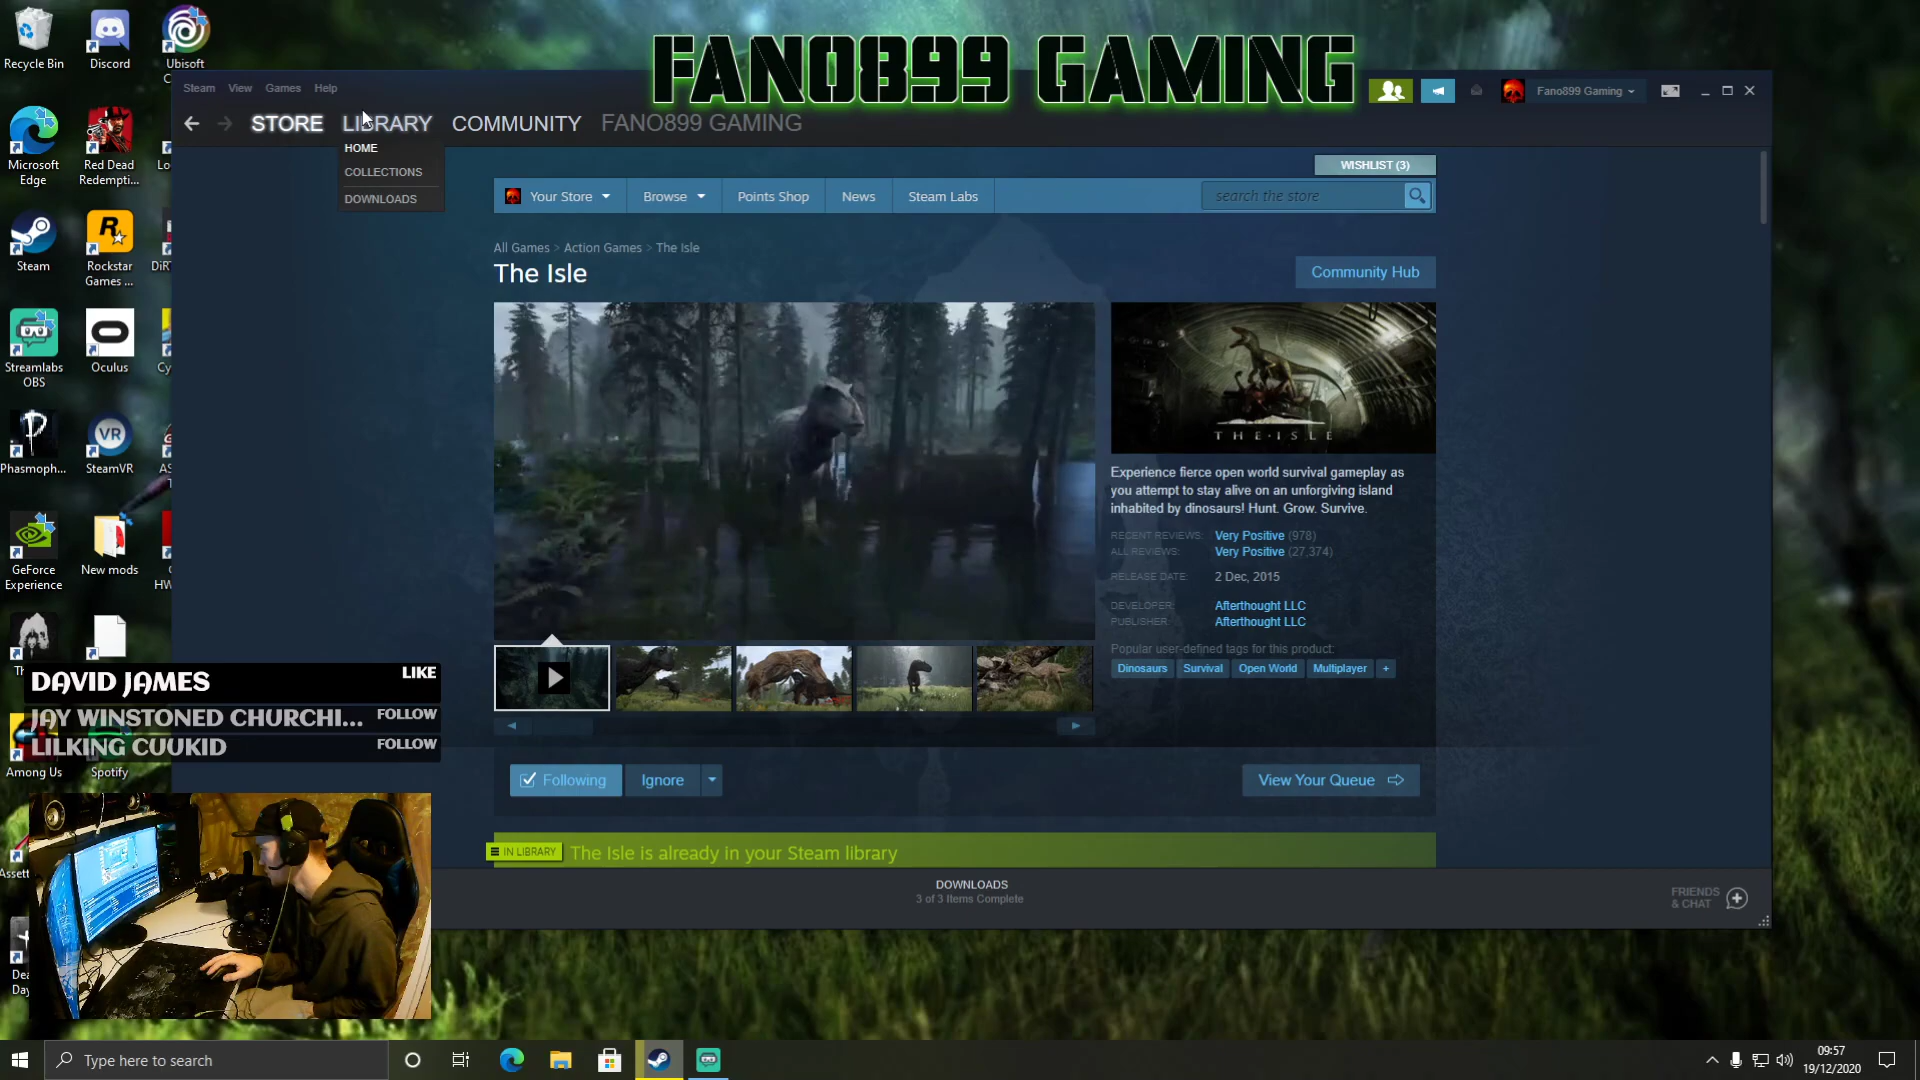 FANO899 GAMING
Recycle Bin
Discord
Ubisoft
Steam View Games Help
Fano899 Gaming
STORE LIBRARY COMMUNITY FANO899 GAMING
HOME
COLLECTIONS
DOWNLOADS
WISHLIST (3)
Your Store Browse Points Shop News Steam Labs search the store
All Games > Action Games > The Isle
The Isle
Community Hub
THE ISLE
Experience fierce open world survival gameplay as
you attempt to stay alive on an unforgiving island
inhabited by dinosaurs! Hunt. Grow. Survive.
RECENT REVIEWS: Very Positive (978)
ALL REVIEWS: Very Positive (27,374)
RELEASE DATE: 2 Dec, 2015
DEVELOPER: Afterthought LLC
PUBLISHER: Afterthought LLC
Popular user-defined tags for this product:
Dinosaurs Survival Open World Multiplayer +
Following Ignore View Your Queue
IN LIBRARY The Isle is already in your Steam library
DOWNLOADS
3 of 3 Items Complete
FRIENDS
& CHAT
Microsoft
Edge
Red Dead
Redempti...
Steam
Rockstar
Games ...
Streamlabs
OBS
Oculus
Phasmoph...
VR
SteamVR
GeForce
Experience
New mods
DAVID JAMES LIKE
JAY WINSTONED CHURCHI... FOLLOW
LILKING CUUKID FOLLOW
Among Us
Spotify
Type here to search
09:57
19/12/2020